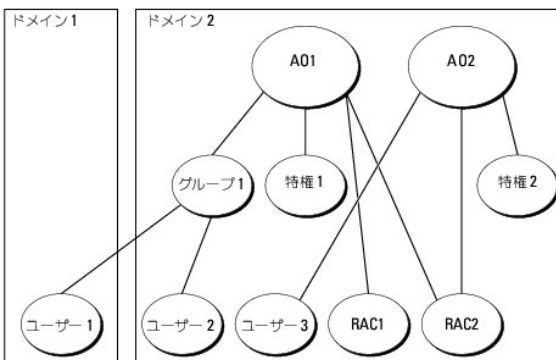 ドメイン1
ドメイン2
A01
A02
グループ1
特権1
特権2
ユーザー1
ユーザー2
ユーザー3
RAC1
RAC2